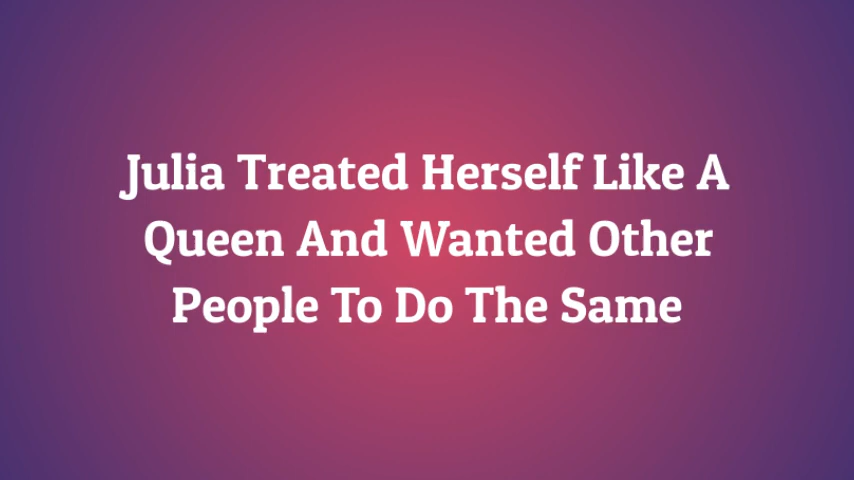 Julia Treated Herself Like A
Queen And Wanted Other
People To Do The Same